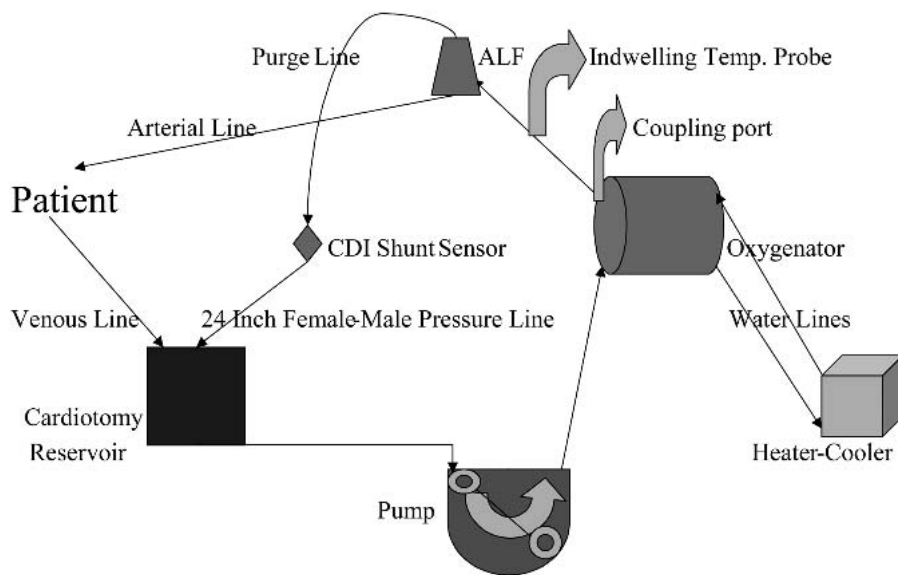 Purge Line
ALF
Indwelling Temp. Probe
Arterial Line
Coupling port
Patient
CDI Shunt Sensor
Oxygenator
Venous Line
24 Inch Female-Male Pressure Line
Water Lines
Cardiotomy
Reservoir
Heater-Cooler
Pump